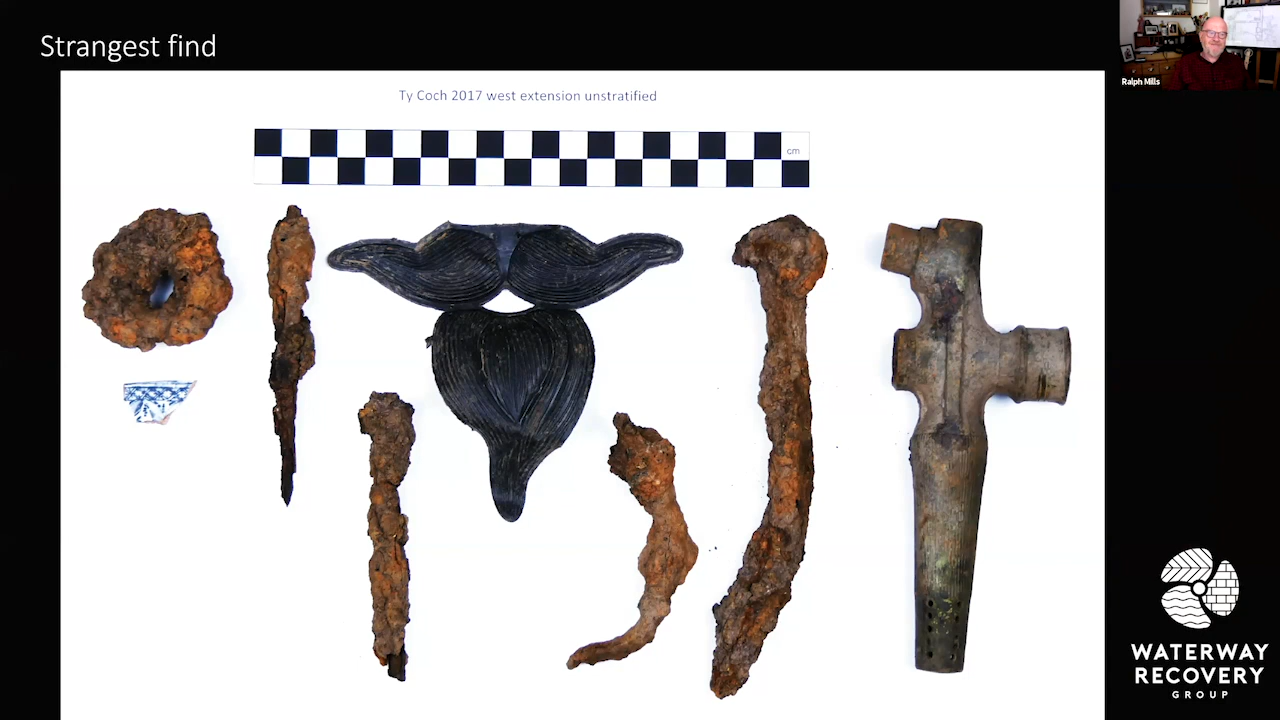 Strangest find
Ty Coch 2017 west extension unstratified
cm
Ralph Mills
WATERWAY
RECOVERY
GROUP